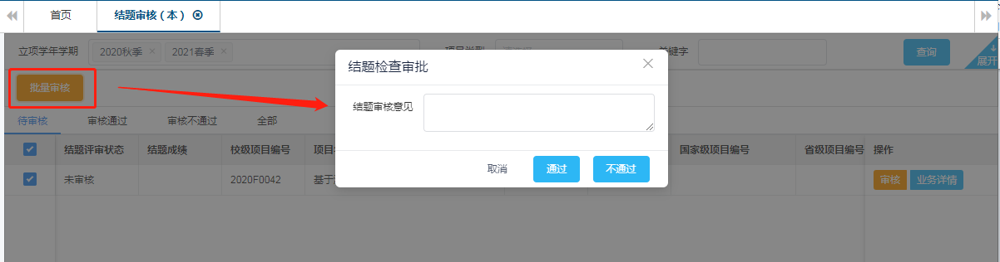 首页
结题审核（本）
立项学年学期
2020秋季
2021春季
项目类型
关键字
查询
展开
批量审核
结题检查审批
结题审核意见
待审核
审核通过
审核不通过
全部
结题评审状态
结题成绩
校级项目编号
国家级项目编号
省级项目编号
操作
取消
通过
不通过
未审核
2020F0042
基于
审核
业务详情